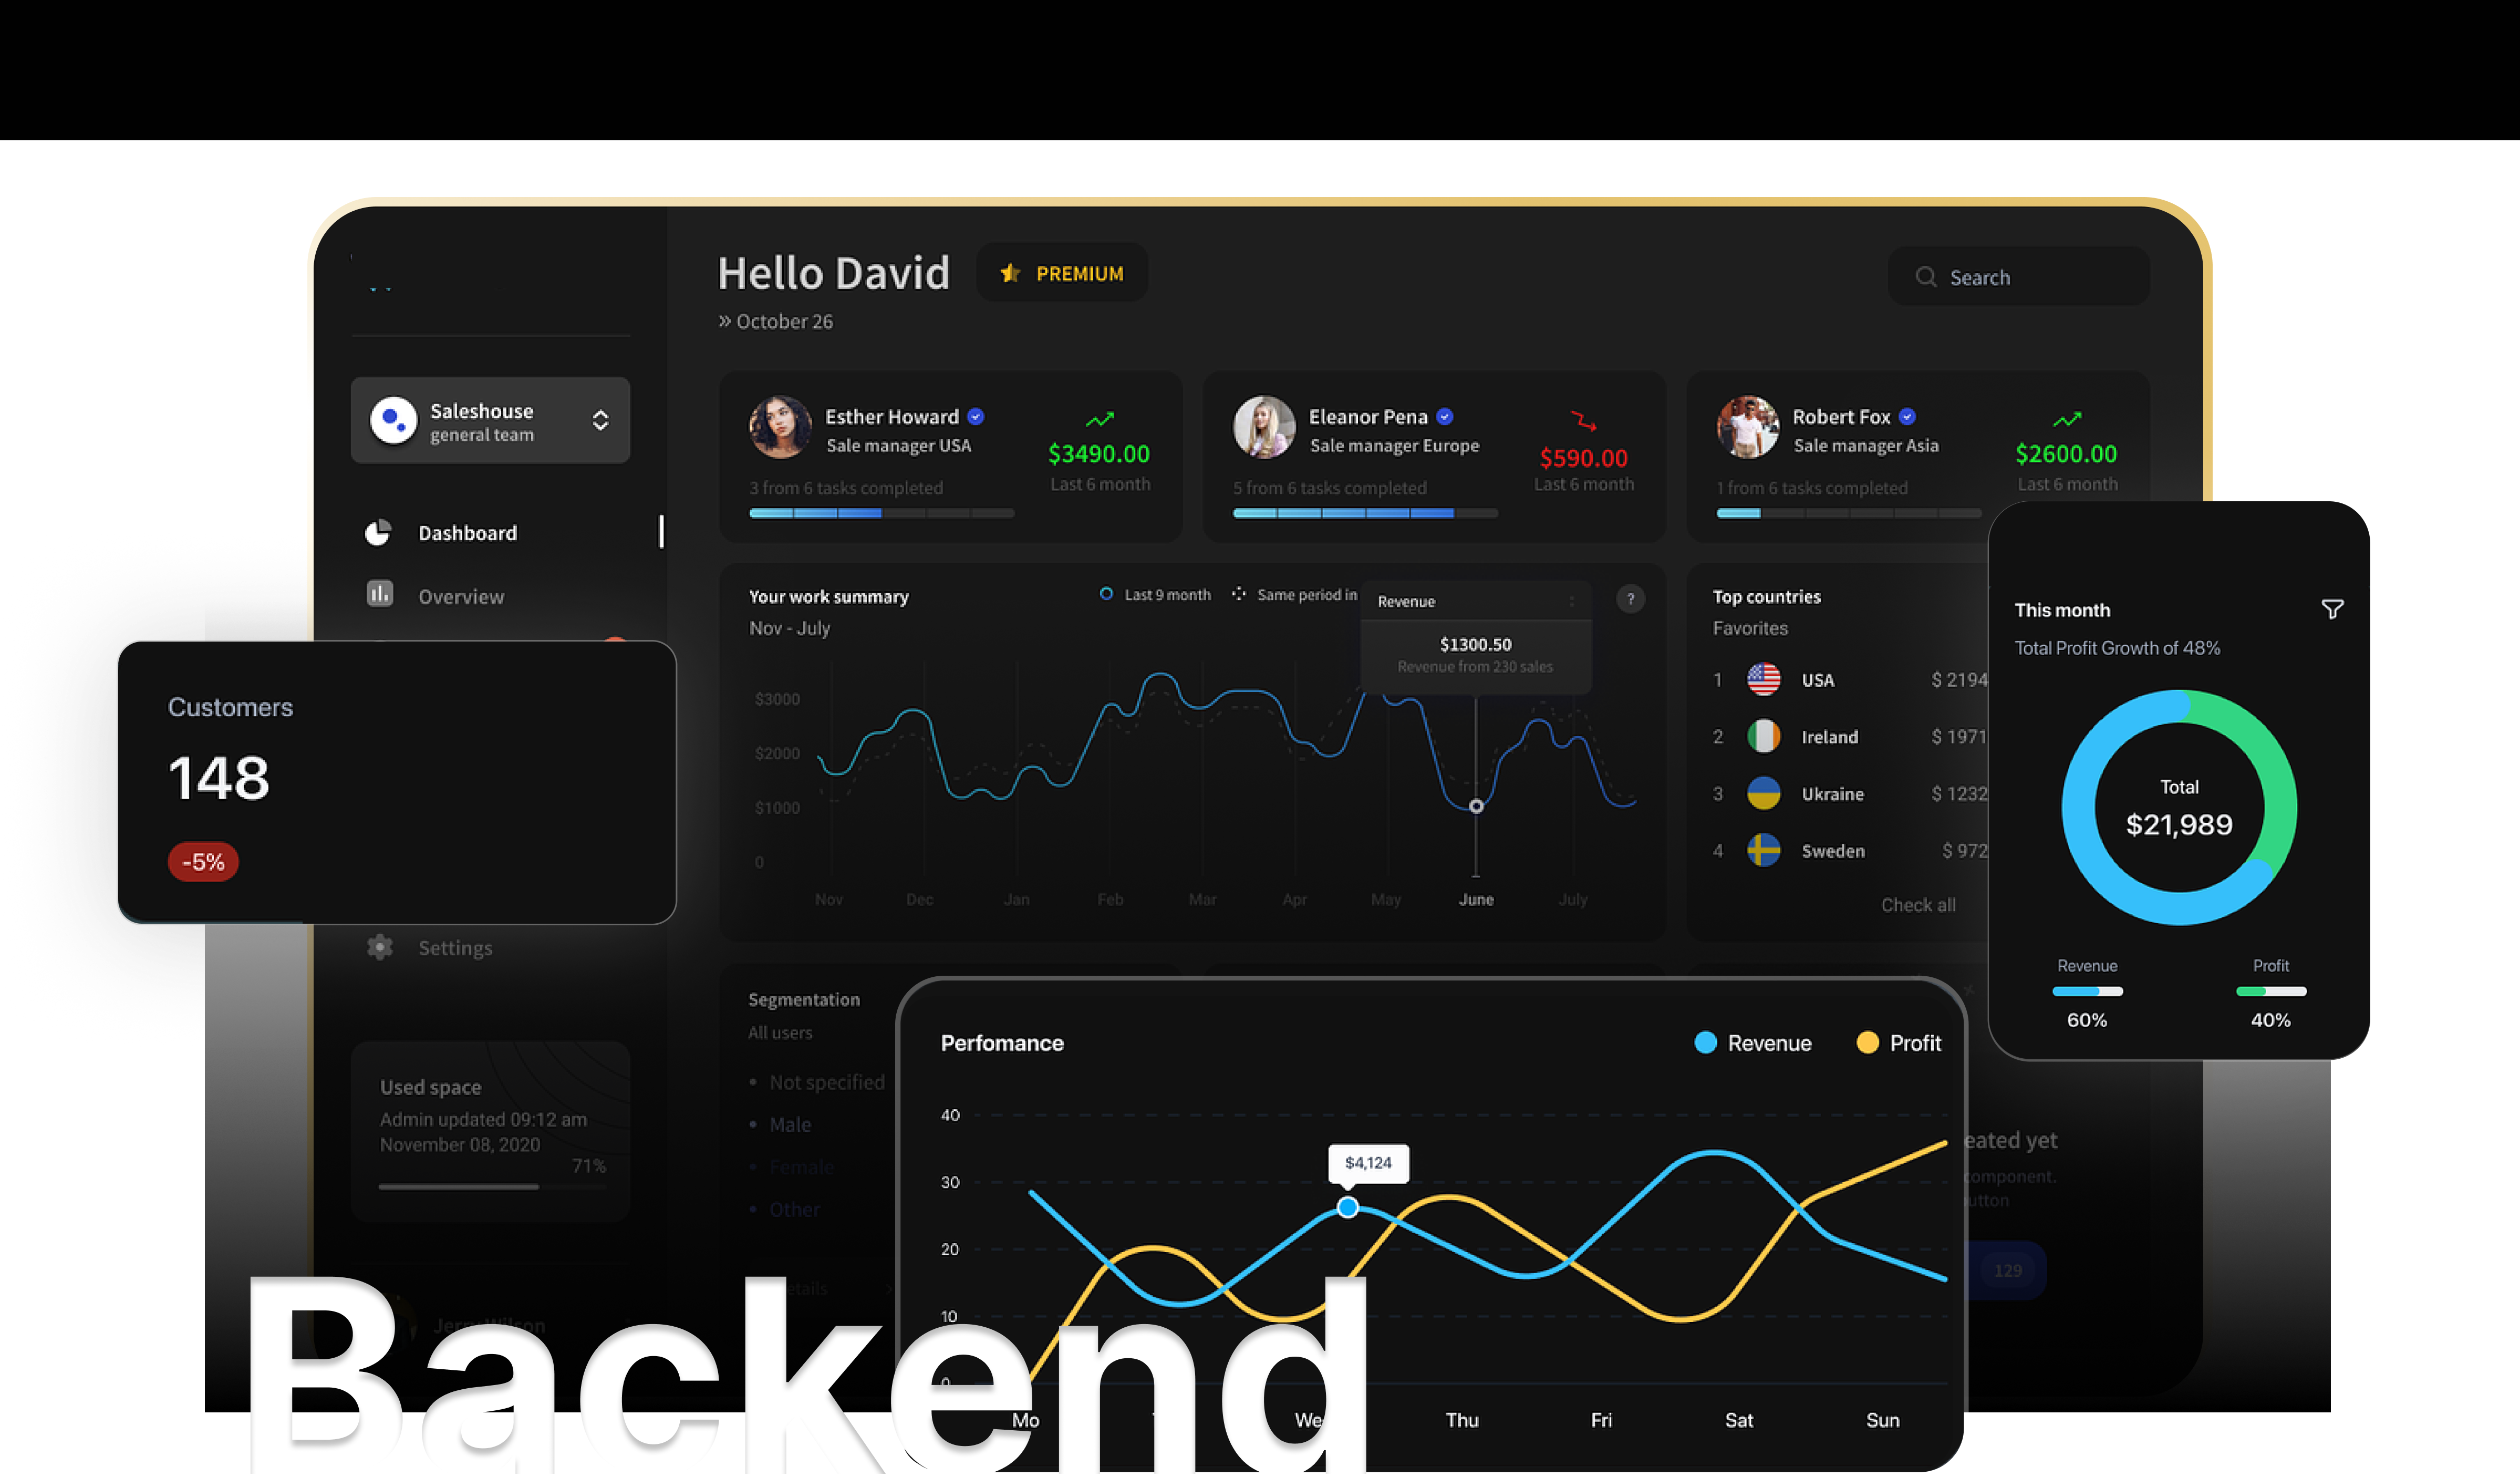 Hello David
PREMIUM
Search
» October 26
Saleshouse
general team
Dashboard
Overview
Settings
Esther Howard
Sale manager USA
$3490.00
Last 6 month
3 from 6 tasks completed
Eleanor Pena
Sale manager Europe
$590.00
Last 6 month
5 from 6 tasks completed
Robert Fox
Sale manager Asia
$2600.00
Last 6 month
1 from 6 tasks completed
Your work summary
Nov - July
Last 9 month
Same period in
Revenue
$1300.50
Revenue from 230 sales
?
$3000
$2000
$1000
0
Nov Dec Jan Feb Mar Apr May June July
Top countries
Favorites
1 USA $ 2194
2 Ireland $ 1971
3 Ukraine $ 1232
4 Sweden $ 972
Check all
Customers
148
-5%
This month
Total Profit Growth of 48%
Total
$21,989
Revenue
60%
Profit
40%
Used space
Admin updated 09:12 am
November 08, 2020
71%
Segmentation
All users
Not specified
Male
Female
Other
Perfomance
Revenue
Profit
$4,124
40
30
20
10
0
Mo We Thu Fri Sat Sun
eated yet
component.
utton
129
Backend